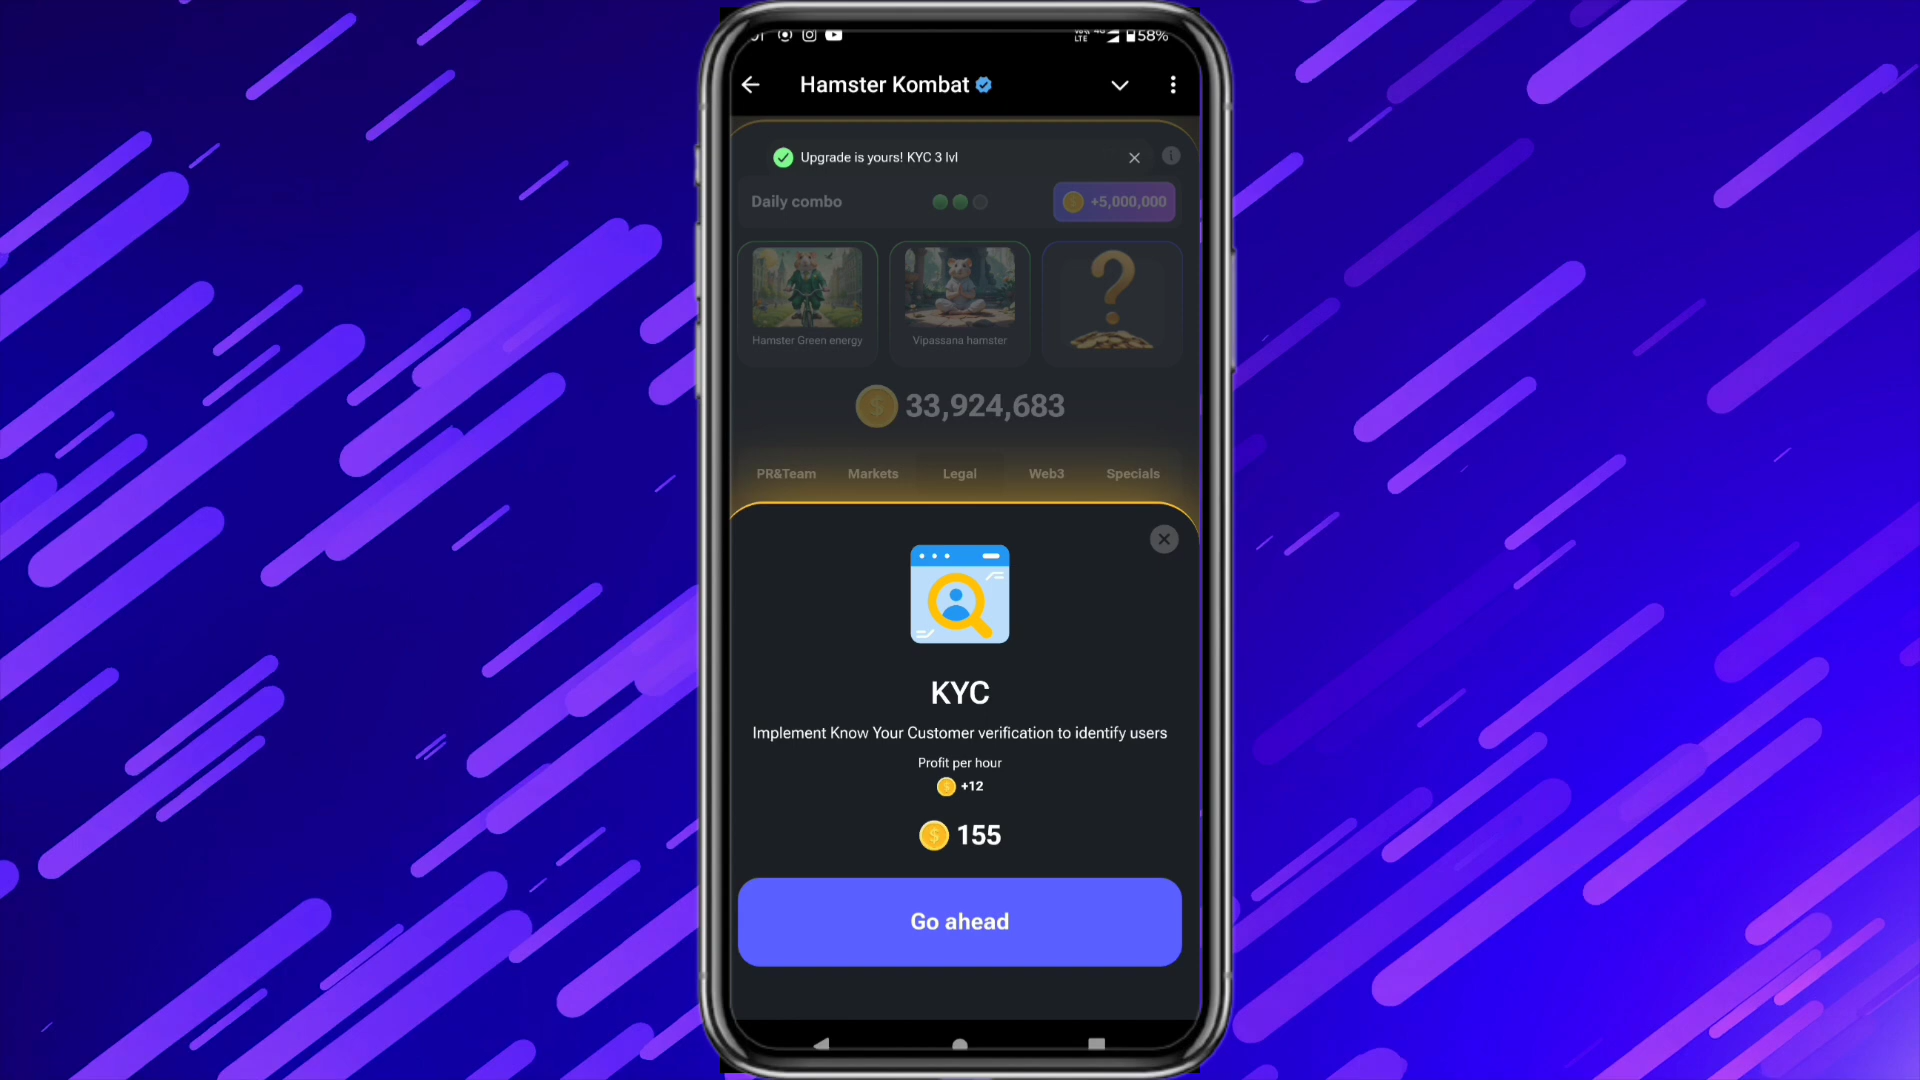 58%
LTE
Hamster Kombat
Upgrade is yours! KYC 3 lvl
Daily combo
+5,000,000
Hamster Green energy
Vipassana hamster
33,924,683
PR&Team Markets Legal Web3 Specials
KYC
Implement Know Your Customer verification to identify users
Profit per hour
+12
155
Go ahead